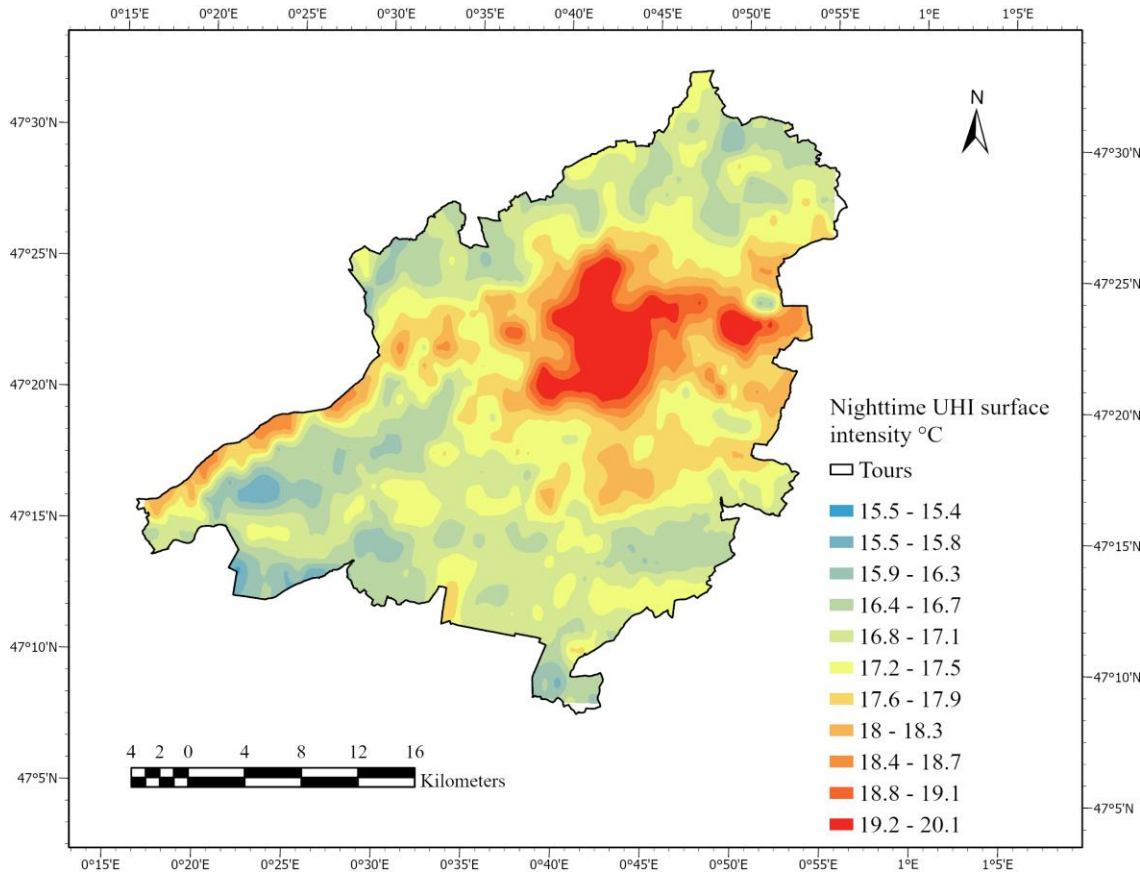 0°15'E 0°20'E 0°25'E 0°30'E 0°35'E 0°40'E 0°45'E 0°50'E 0°55'E 1°E 1°5'E
N
47°30'N 47°30'N
47°25'N 47°25'N
47°20'N 47°20'N
47°15'N 47°15'N
47°10'N 47°10'N
47°5'N 47°5'N
Nighttime UHI surface
intensity °C
Tours
15.5 - 15.4
15.5 - 15.8
15.9 - 16.3
16.4 - 16.7
16.8 - 17.1
17.2 - 17.5
17.6 - 17.9
18 - 18.3
18.4 - 18.7
18.8 - 19.1
19.2 - 20.1
4 2 0 4 8 12 16
Kilometers
0°15'E 0°20'E 0°25'E 0°30'E 0°35'E 0°40'E 0°45'E 0°50'E 0°55'E 1°E 1°5'E